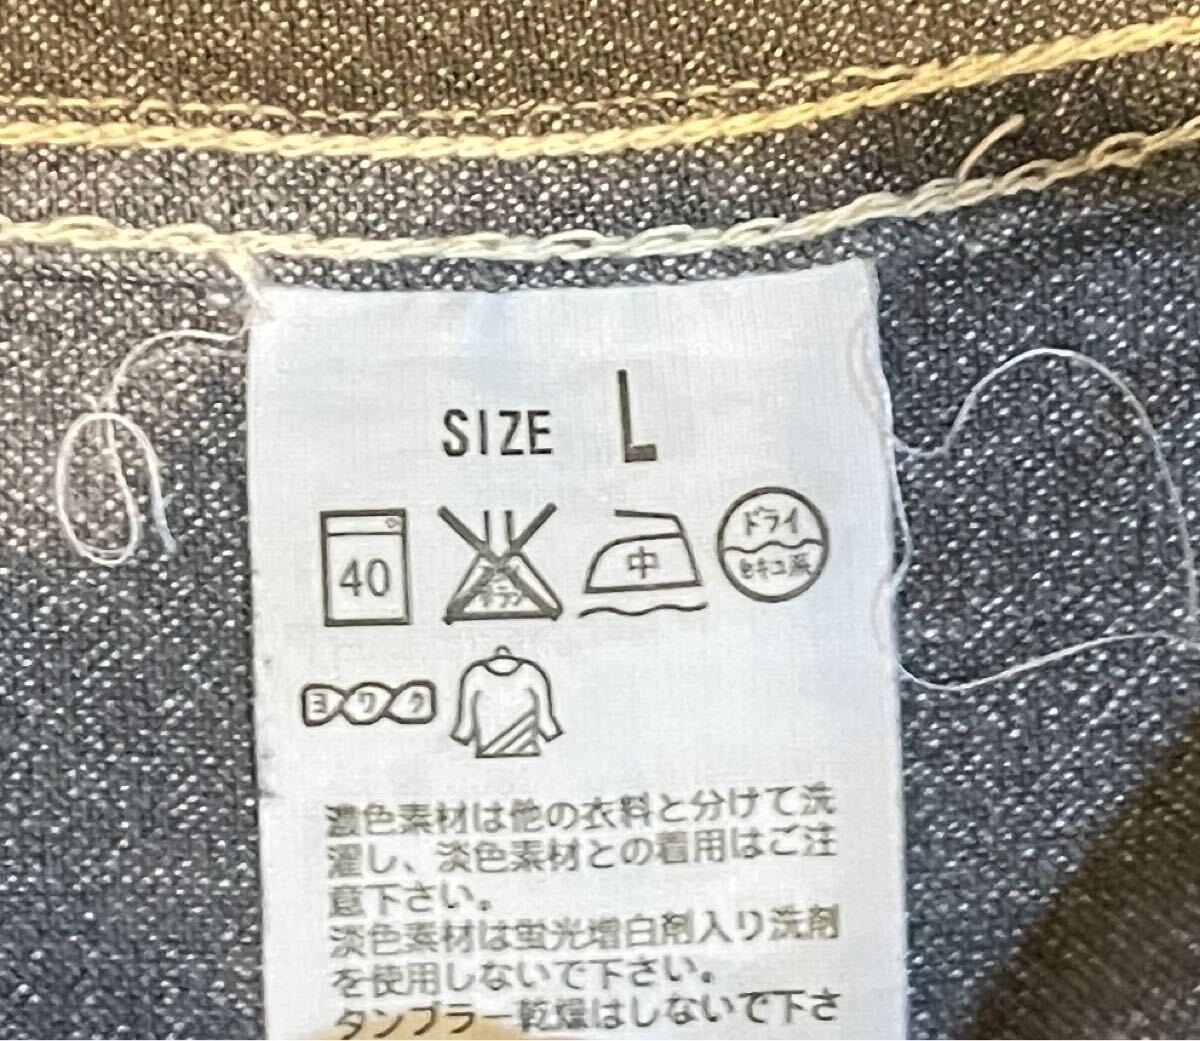 SIZE L
40
中
ドライ
セキユ系
ヨワク
濃色素材は他の衣料と分けて洗
濯し、淡色素材との着用はご注
意下さい。
淡色素材は蛍光増白剤入り洗剤
を使用しないで下さい。
タンブラー乾燥はしないで下さ